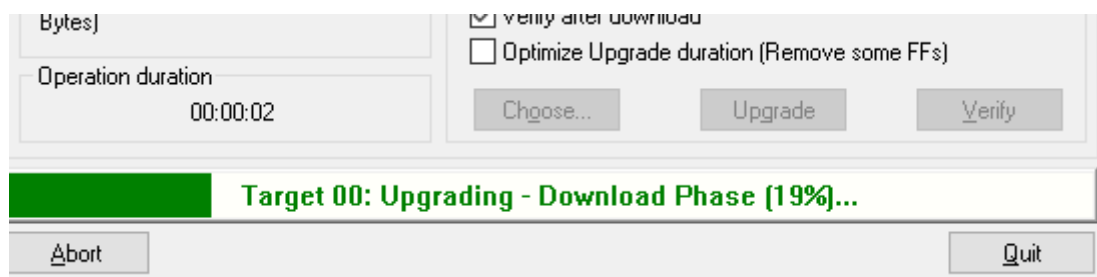 Bytes)
Verify after download
Optimize Upgrade duration (Remove some FFs)
Operation duration
00:00:02
Choose... Upgrade Verify
Target 00: Upgrading - Download Phase (19%)...
Abort Quit